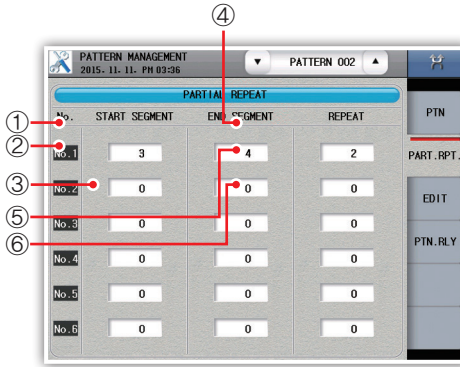 ④
PATTERN MANAGEMENT
2015. 11. 11. PM 03:36
▼ PATTERN 002 ▲
PARTIAL REPEAT
① No. START SEGMENT END SEGMENT REPEAT
② No.1 3 4 2
③ No.2 0 0 0
⑤ No.3 0 0 0
⑥ No.4 0 0 0
No.5 0 0 0
No.6 0 0 0
PTN
PART.RPT.
EDIT
PTN.RLY